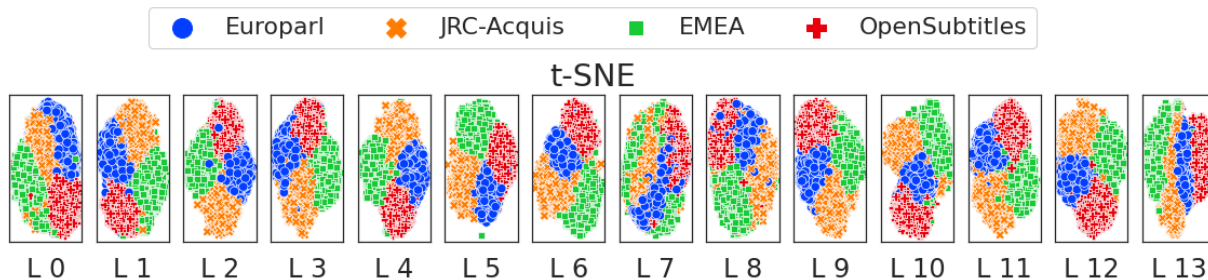 Europarl JRC-Acquis EMEA OpenSubtitles
t-SNE
L 0 L 1 L 2 L 3 L 4 L 5 L 6 L 7 L 8 L 9 L 10 L 11 L 12 L 13